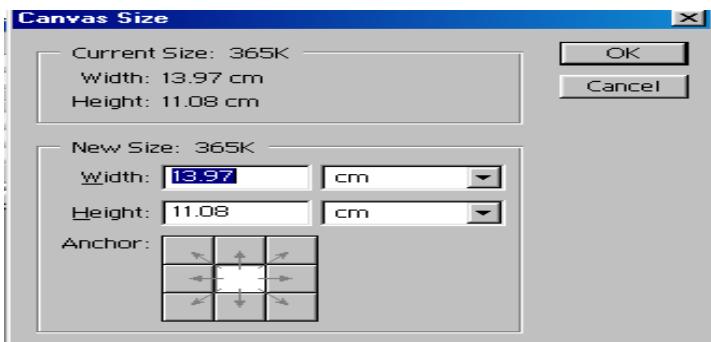 Canvas Size
Current Size: 365K
Width: 13.97 cm
Height: 11.08 cm
OK
Cancel
New Size: 365K
Width: 13.97 cm
Height: 11.08 cm
Anchor: